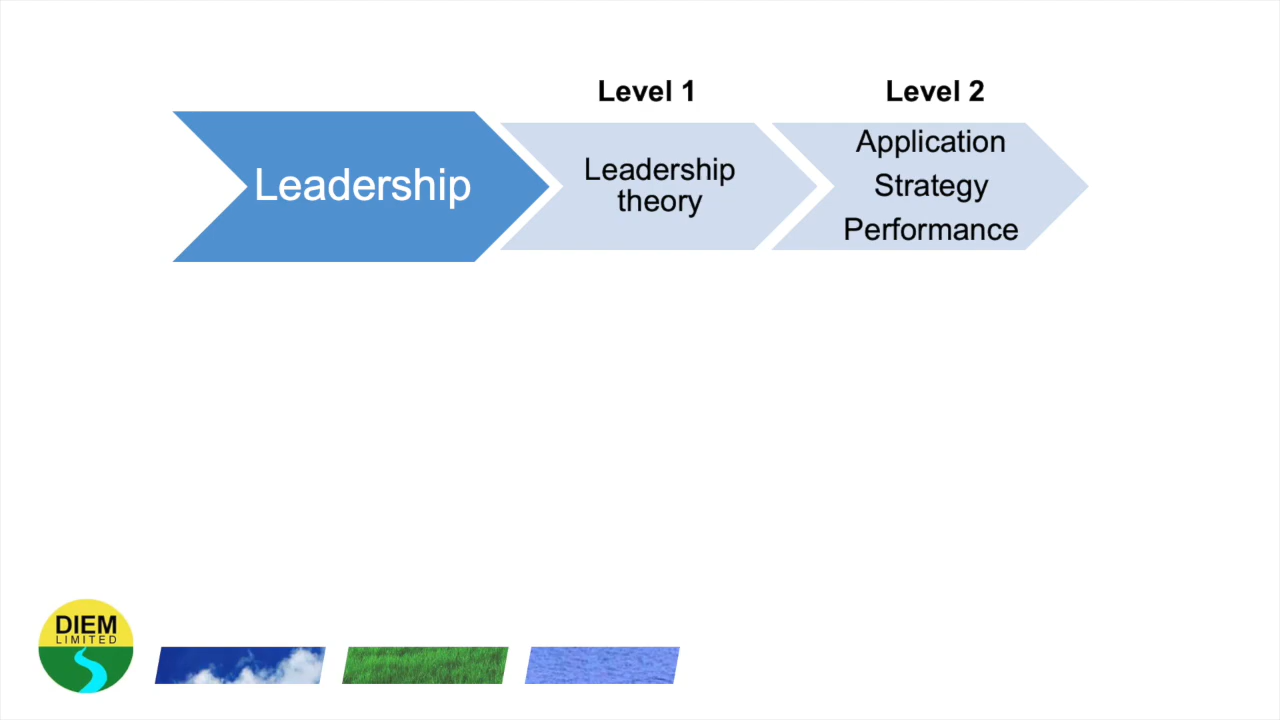 Level 1
Level 2
Leadership
Leadership
theory
Application
Strategy
Performance
DIEM
LIMITED